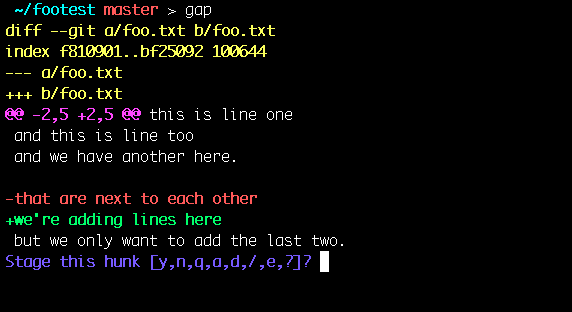 ~/footest master > gap
diff --git a/foo.txt b/foo.txt
index f810901..bf25092 100644
--- a/foo.txt
+++ b/foo.txt
@@ -2,5 +2,5 @@ this is line one
 and this is line too
 and we have another here.

-that are next to each other
+we're adding lines here
 but we only want to add the last two.
Stage this hunk [y,n,q,a,d,/,e,?]?